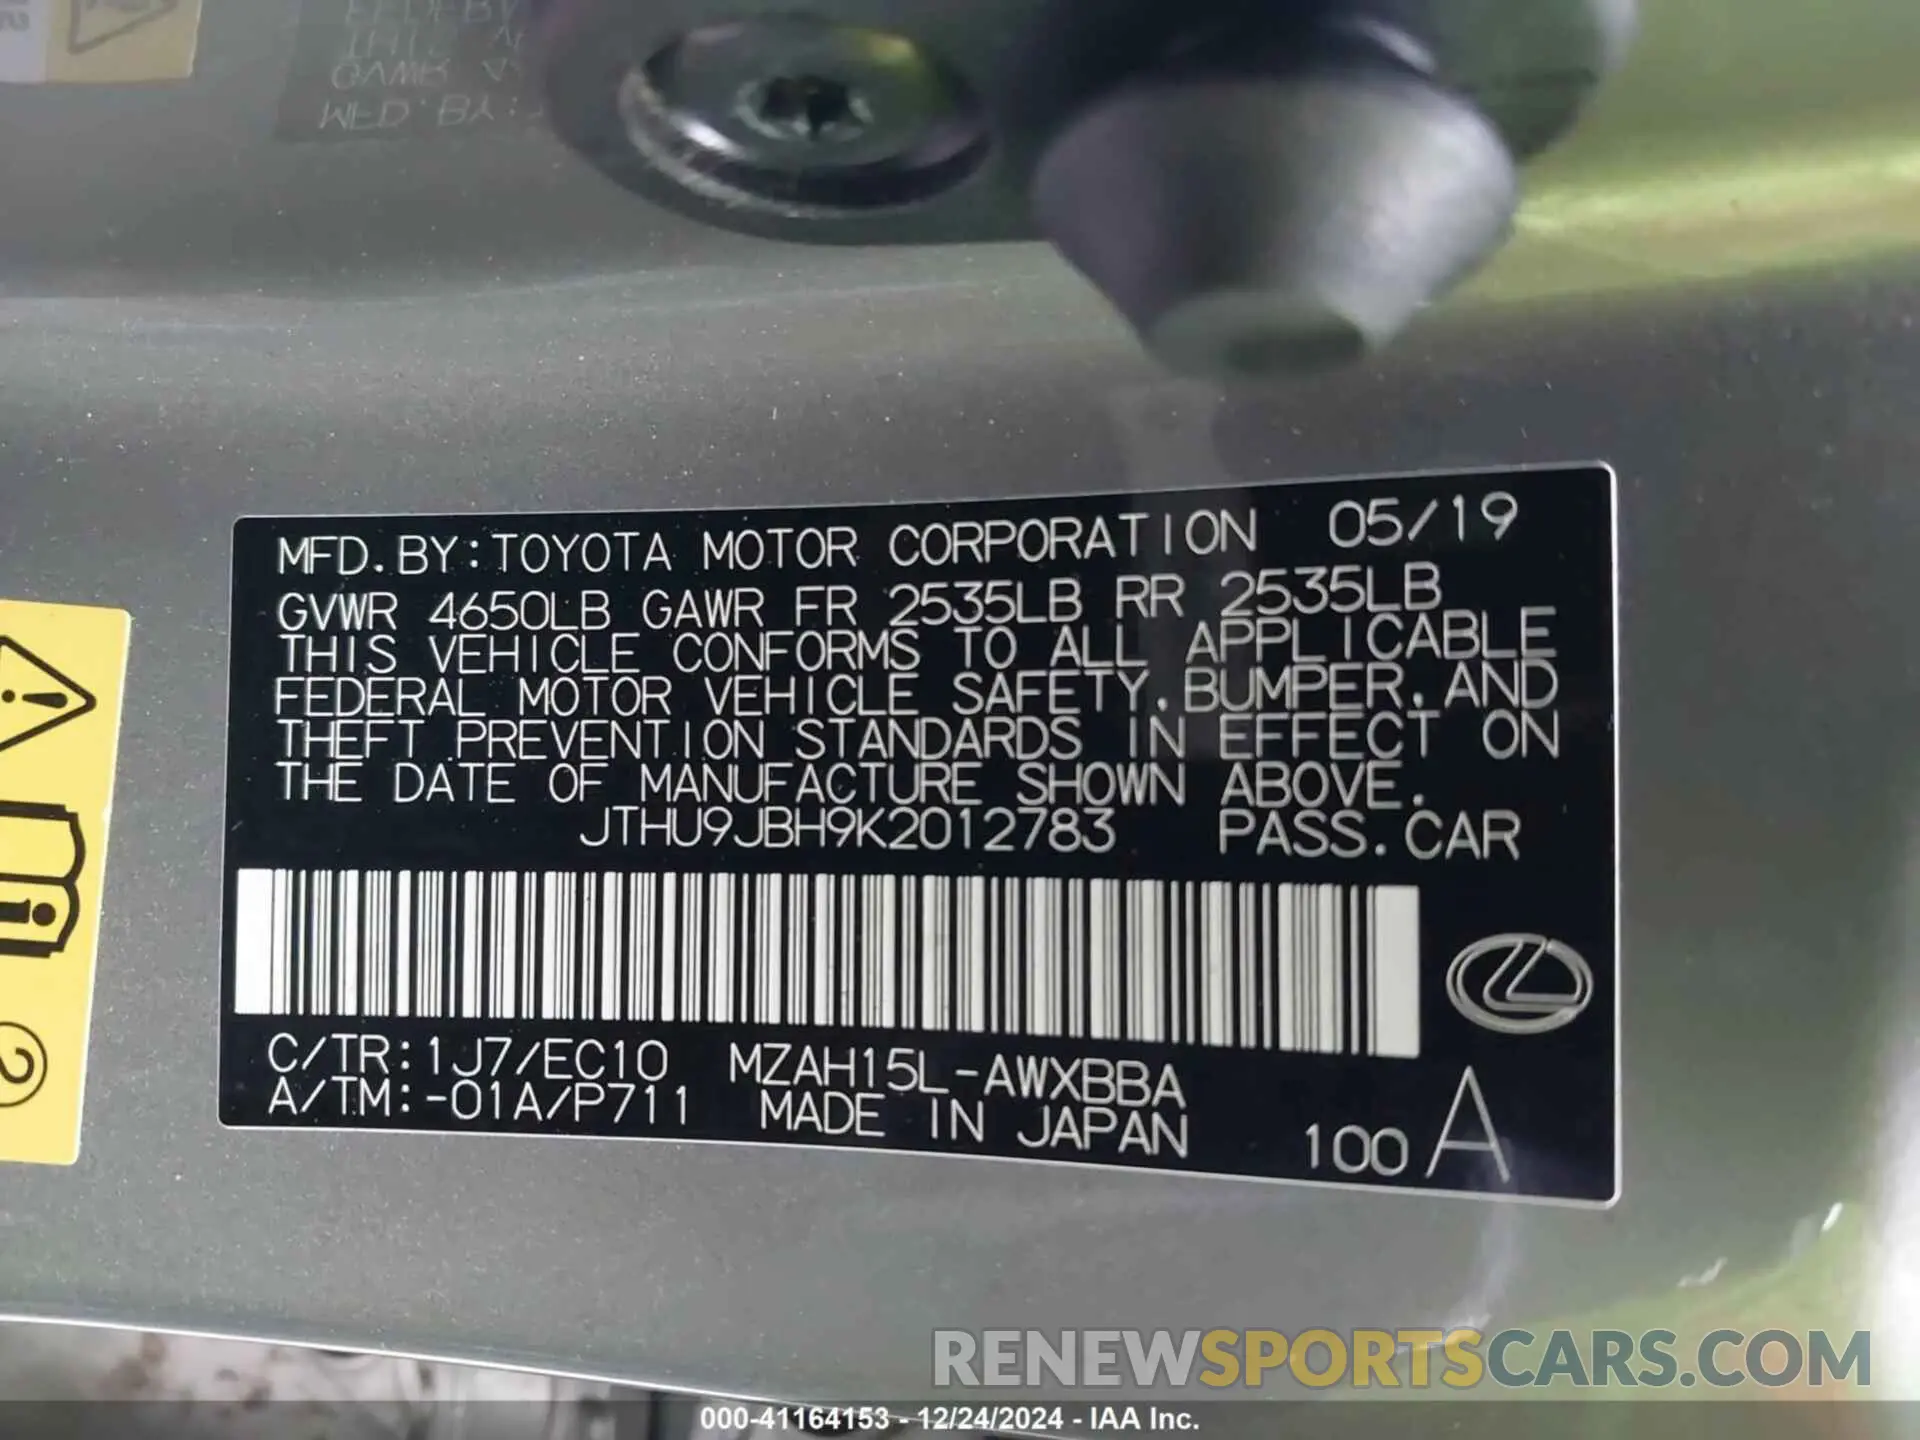 MFD. BY:
MFD.BY:TOYOTA MOTOR CORPORATION 05/19
GVWR 4650LB GAWR FR 2535LB RR 2535LB
THIS VEHICLE CONFORMS TO ALL APPLICABLE
FEDERAL MOTOR VEHICLE SAFETY.BUMPER.AND
THEFT PREVENTION STANDARDS IN EFFECT ON
THE DATE OF MANUFACTURE SHOWN ABOVE.
JTHU9JBH9K2012783 PASS.CAR
C/TR:1J7/EC10 MZAH15L-AWXBBA
A/TM:-01A/P711 MADE IN JAPAN
100 A
2
RENEWSPORTSCARS.COM
000-41164153 - 12/24/2024 - IAA Inc.